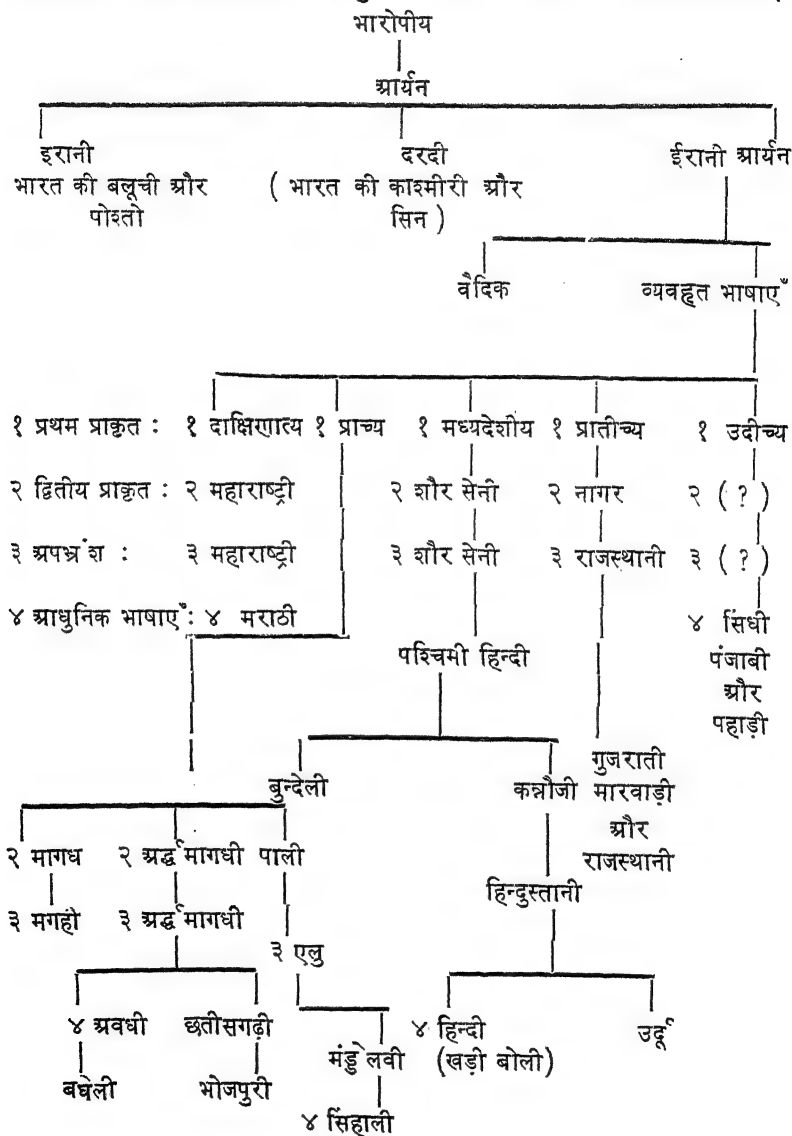 भारोपीय
आर्यन
इरानी दरदी ईरानी आर्यन
भारत की बलूची और ( भारत की काश्मीरी और
पोश्तो सिन )
वैदिक व्यवहृत भाषाएँ
१ प्रथम प्राकृत : १ दाक्षिणात्य १ प्राच्य १ मध्यदेशीय १ प्रातीच्य १ उदीच्य
२ द्वितीय प्राकृत : २ महाराष्ट्री २ शौर सेनी २ नागर २ ( ? )
३ अपभ्रंश : ३ महाराष्ट्री ३ शौर सेनी ३ राजस्थानी ३ ( ? )
४ आधुनिक भाषाएँ: ४ मराठी ४ सिंधी
पश्चिमी हिन्दी पंजाबी
और
पहाड़ी
गुजराती
बुन्देली कन्नौजी मारवाड़ी
और
२ मागध २ अर्द्धमागधी पाली राजस्थानी
हिन्दुस्तानी
३ मगही ३ अर्द्धमागधी
३ एलु
४ अवधी छतीसगढ़ी ४ हिन्दी उर्दू
मंड्डेलवी (खड़ी बोली)
बघेली भोजपुरी
४ सिंहाली